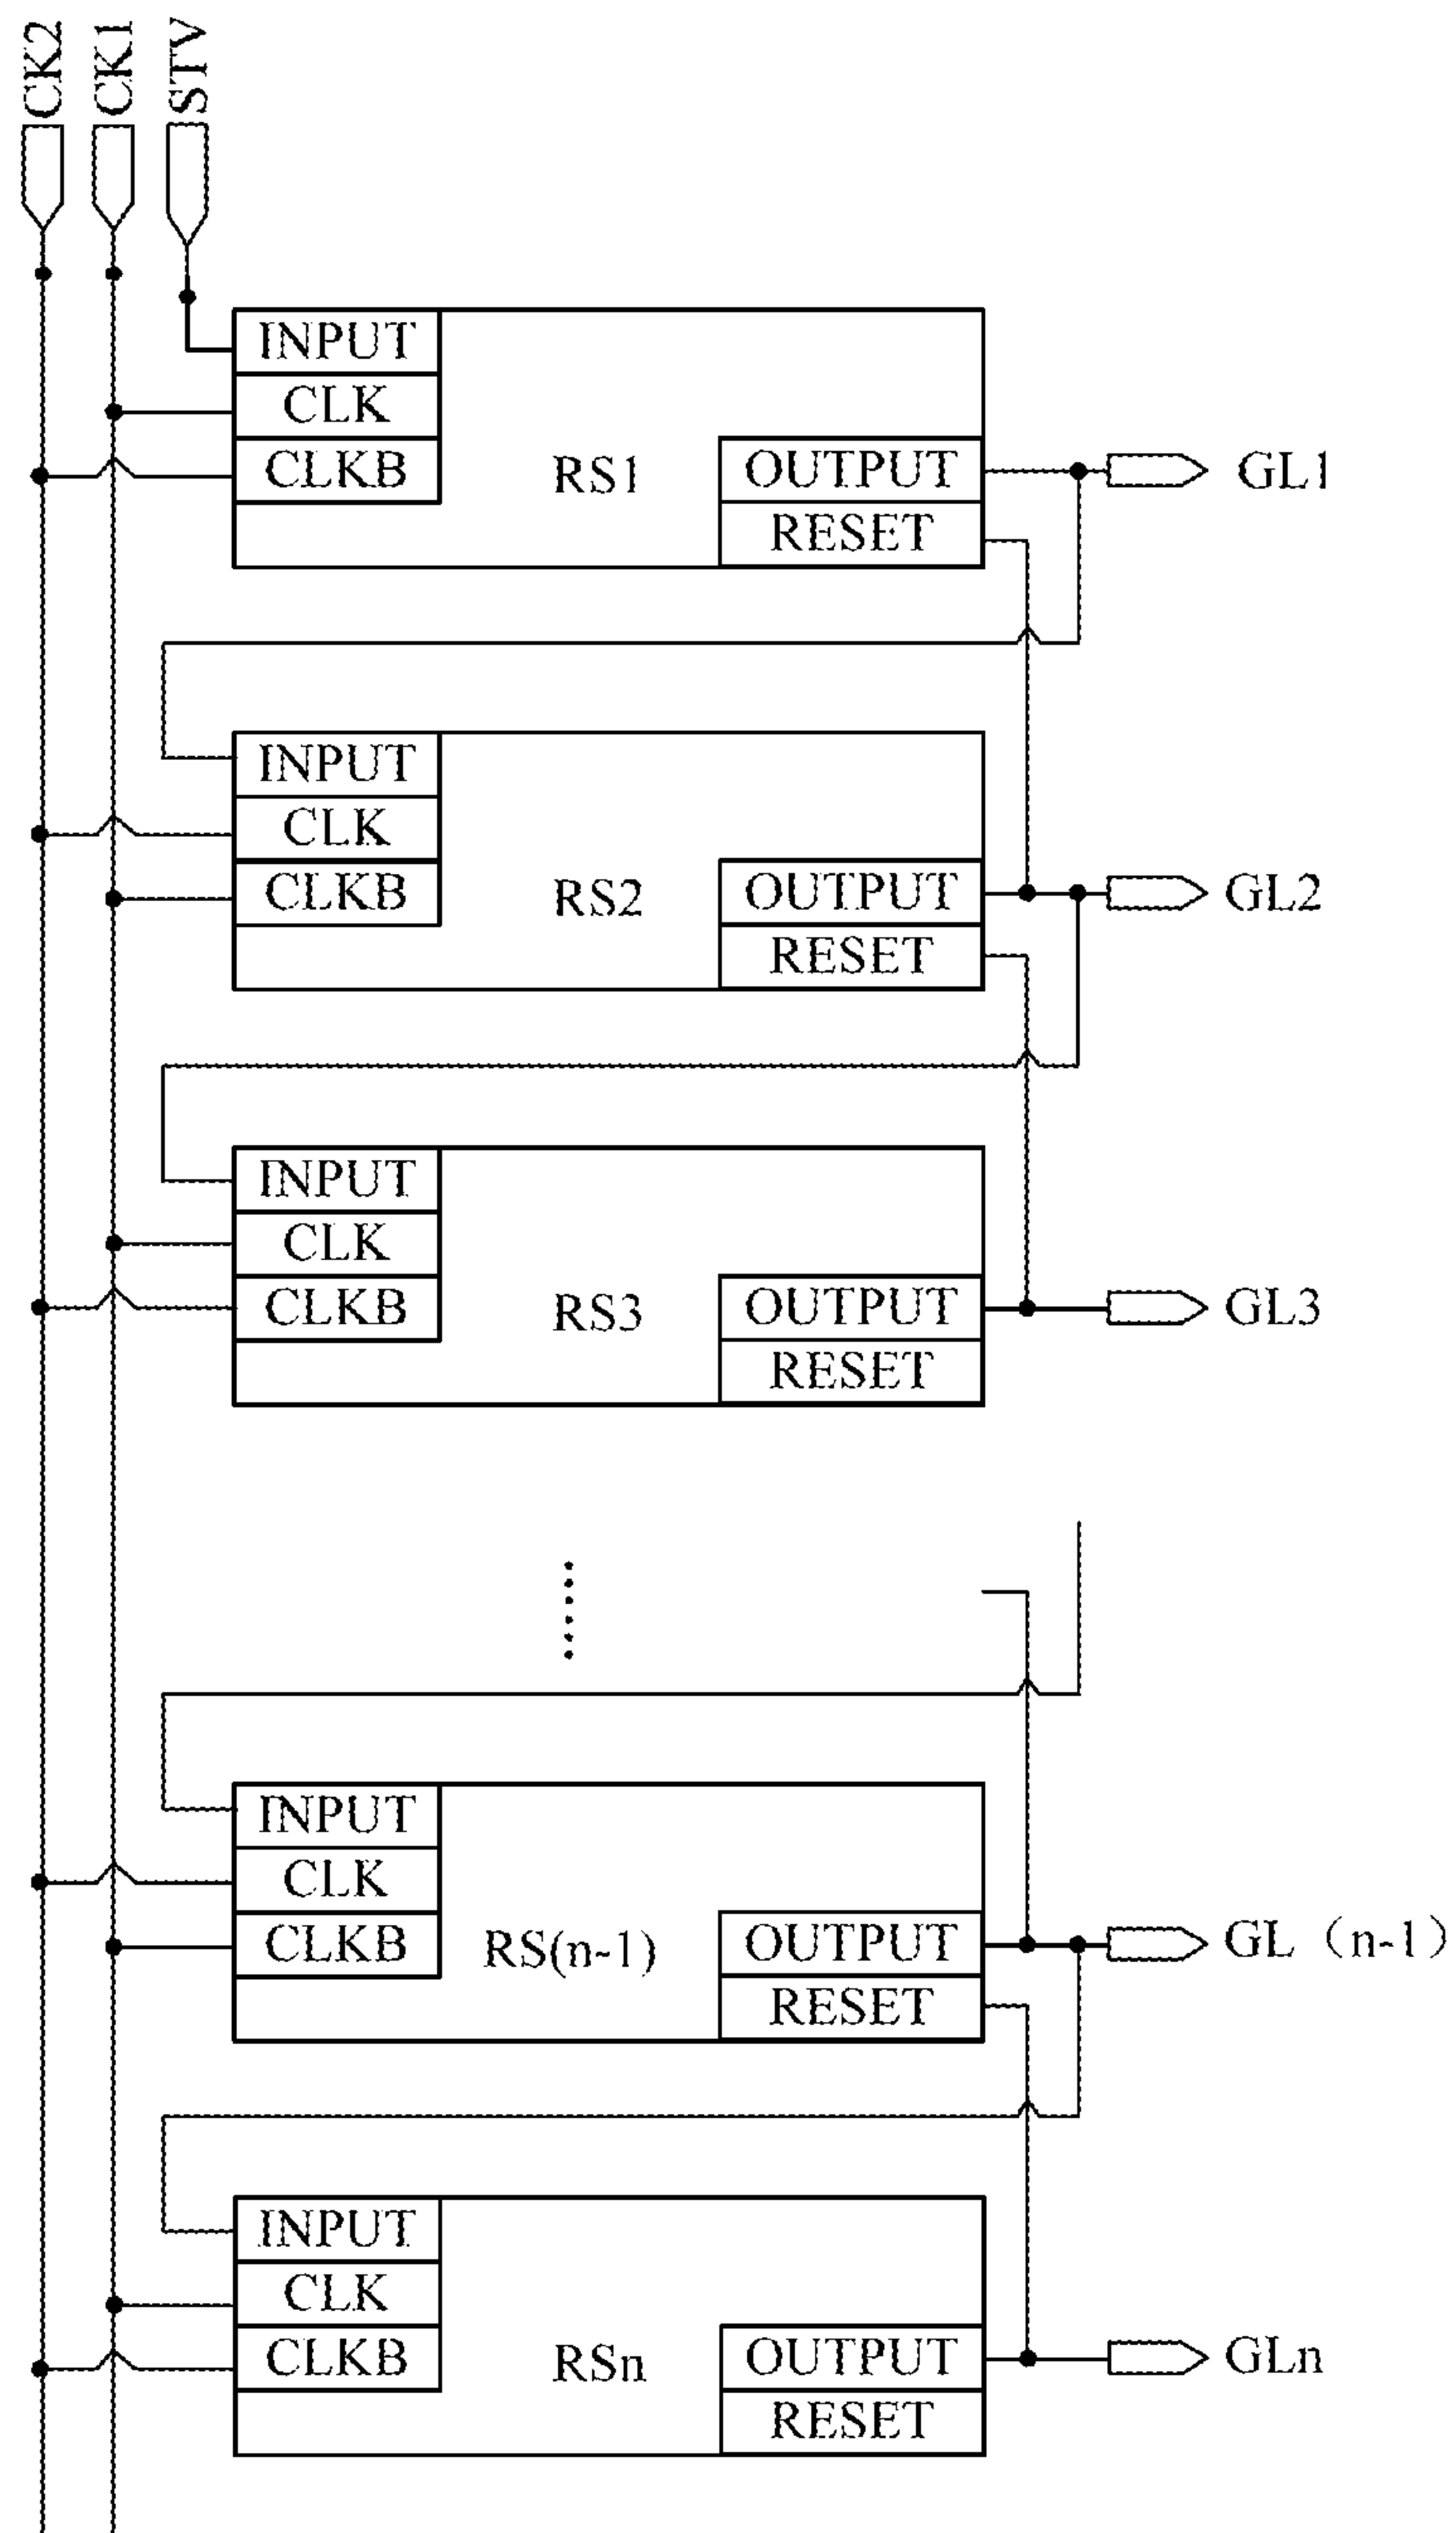 CK2
CK1
STV
INPUT
CLK
CLKB
RS1
OUTPUT
RESET
GL1
INPUT
CLK
CLKB
RS2
OUTPUT
RESET
GL2
INPUT
CLK
CLKB
RS3
OUTPUT
RESET
GL3
INPUT
CLK
CLKB
RS(n-1)
OUTPUT
RESET
GL（n-1）
INPUT
CLK
CLKB
RSn
OUTPUT
RESET
GLn